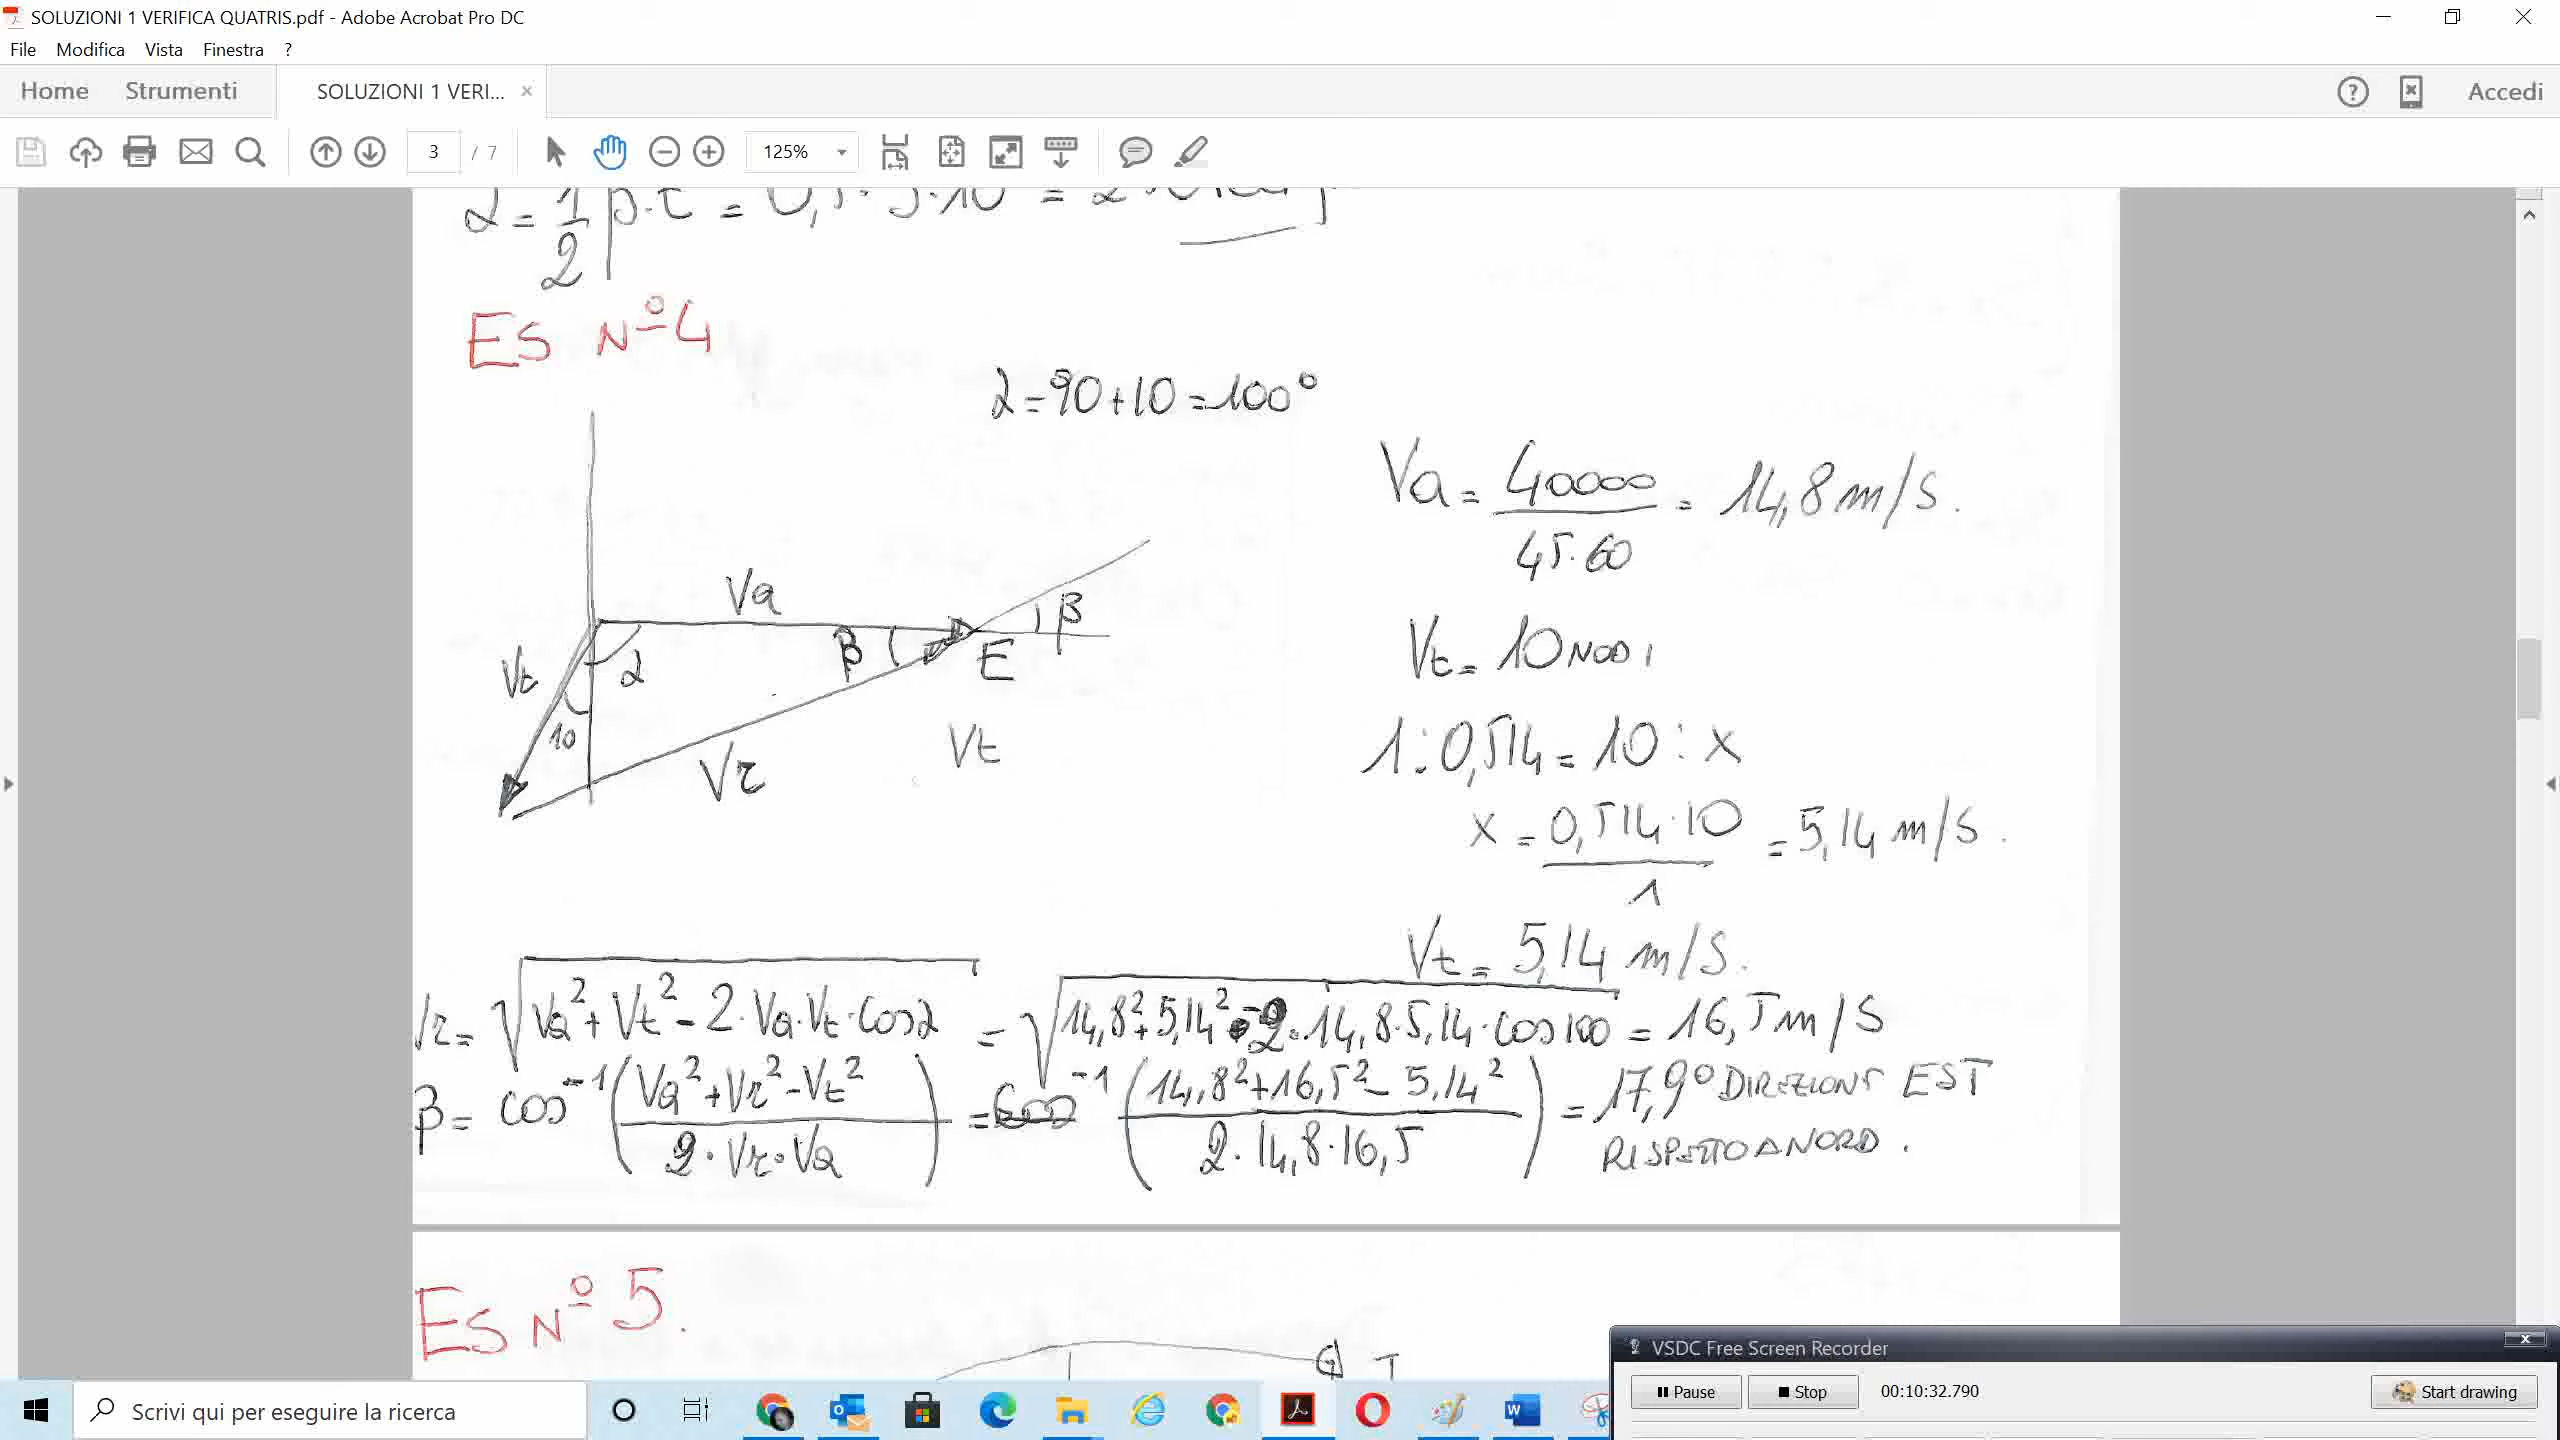 SOLUZIONI 1 VERIFICA QUATRIS.pdf - Adobe Acrobat Pro DC
File Modifica Vista Finestra ?
Home Strumenti SOLUZIONI 1 VERI... × Accedi
3 / 7 125%
α = 1/2 β·t =
ES N° 4
α = 90 + 10 = 100°
Va = 40000 / 45·60 = 14,8 m/s.
Va
β
β
E
Vt
α
10
Vr
Vt
Vt = 10 NODI
1 : 0,514 = 10 : x
x = 0,514·10 / 1 = 5,14 m/s.
Vt = 5,14 m/s.
Vr = √(Va² + Vt² - 2·Va·Vt·cosα) = √(14,8² + 5,14² - 2·14,8·5,14·cos100) = 16,5 m/s
β = cos⁻¹ (Va² + Vr² - Vt² / 2·Vr·Va) = cos⁻¹ (14,8² + 16,5² - 5,14² / 2·14,8·16,5) = 17,9° DIREZIONE EST
RISPETTO A NORD.
ES N° 5.
VSDC Free Screen Recorder
Pause Stop 00:10:32.790 Start drawing
Scrivi qui per eseguire la ricerca